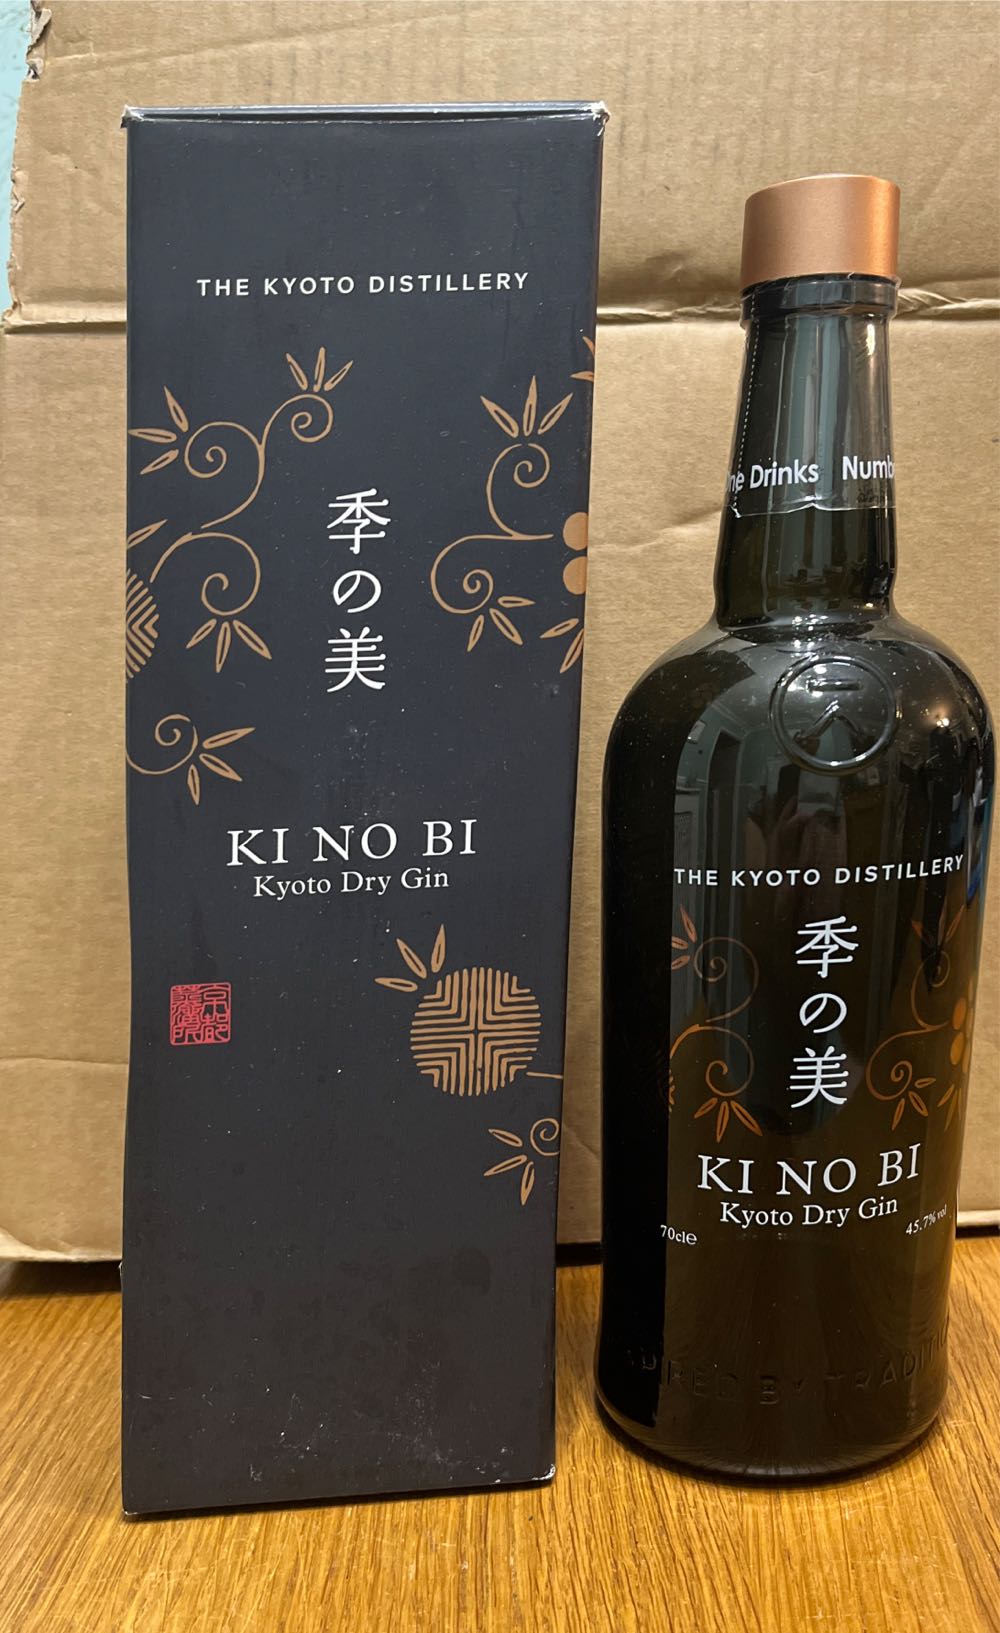 THE KYOTO DISTILLERY
季の美
KI NO BI
Kyoto Dry Gin
Drinks
THE KYOTO DISTILLERY
季の美
KI NO BI
Kyoto Dry Gin
70cl℮
45.7% vol
BY